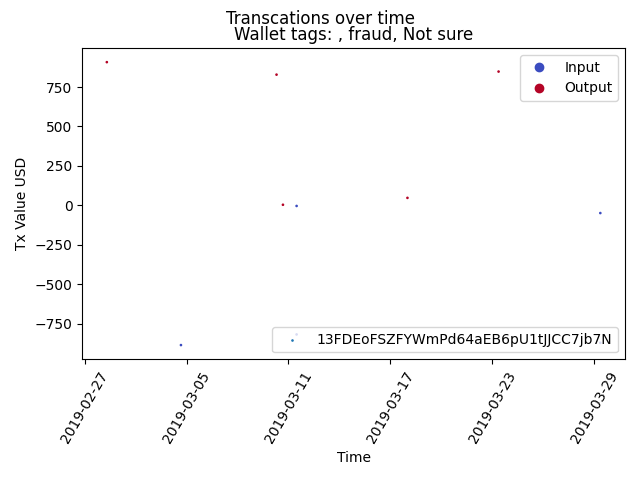 Transcations over time
Wallet tags: , fraud, Not sure
Input
Output
Tx Value USD
750
500
250
0
−250
−500
−750
13FDEoFSZFYWmPd64aEB6pU1tJJCC7jb7N
2019-02-27
2019-03-05
2019-03-11
2019-03-17
2019-03-23
2019-03-29
Time